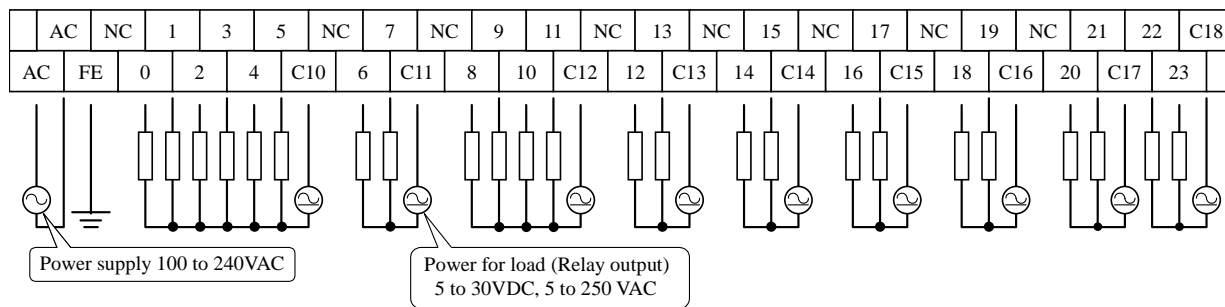 AC NC 1 3 5 NC 7 NC 9 11 NC 13 NC 15 NC 17 NC 19 NC 21 22 C18
AC FE 0 2 4 C10 6 C11 8 10 C12 12 C13 14 C14 16 C15 18 C16 20 C17 23
Power supply 100 to 240VAC
Power for load (Relay output)
5 to 30VDC, 5 to 250 VAC